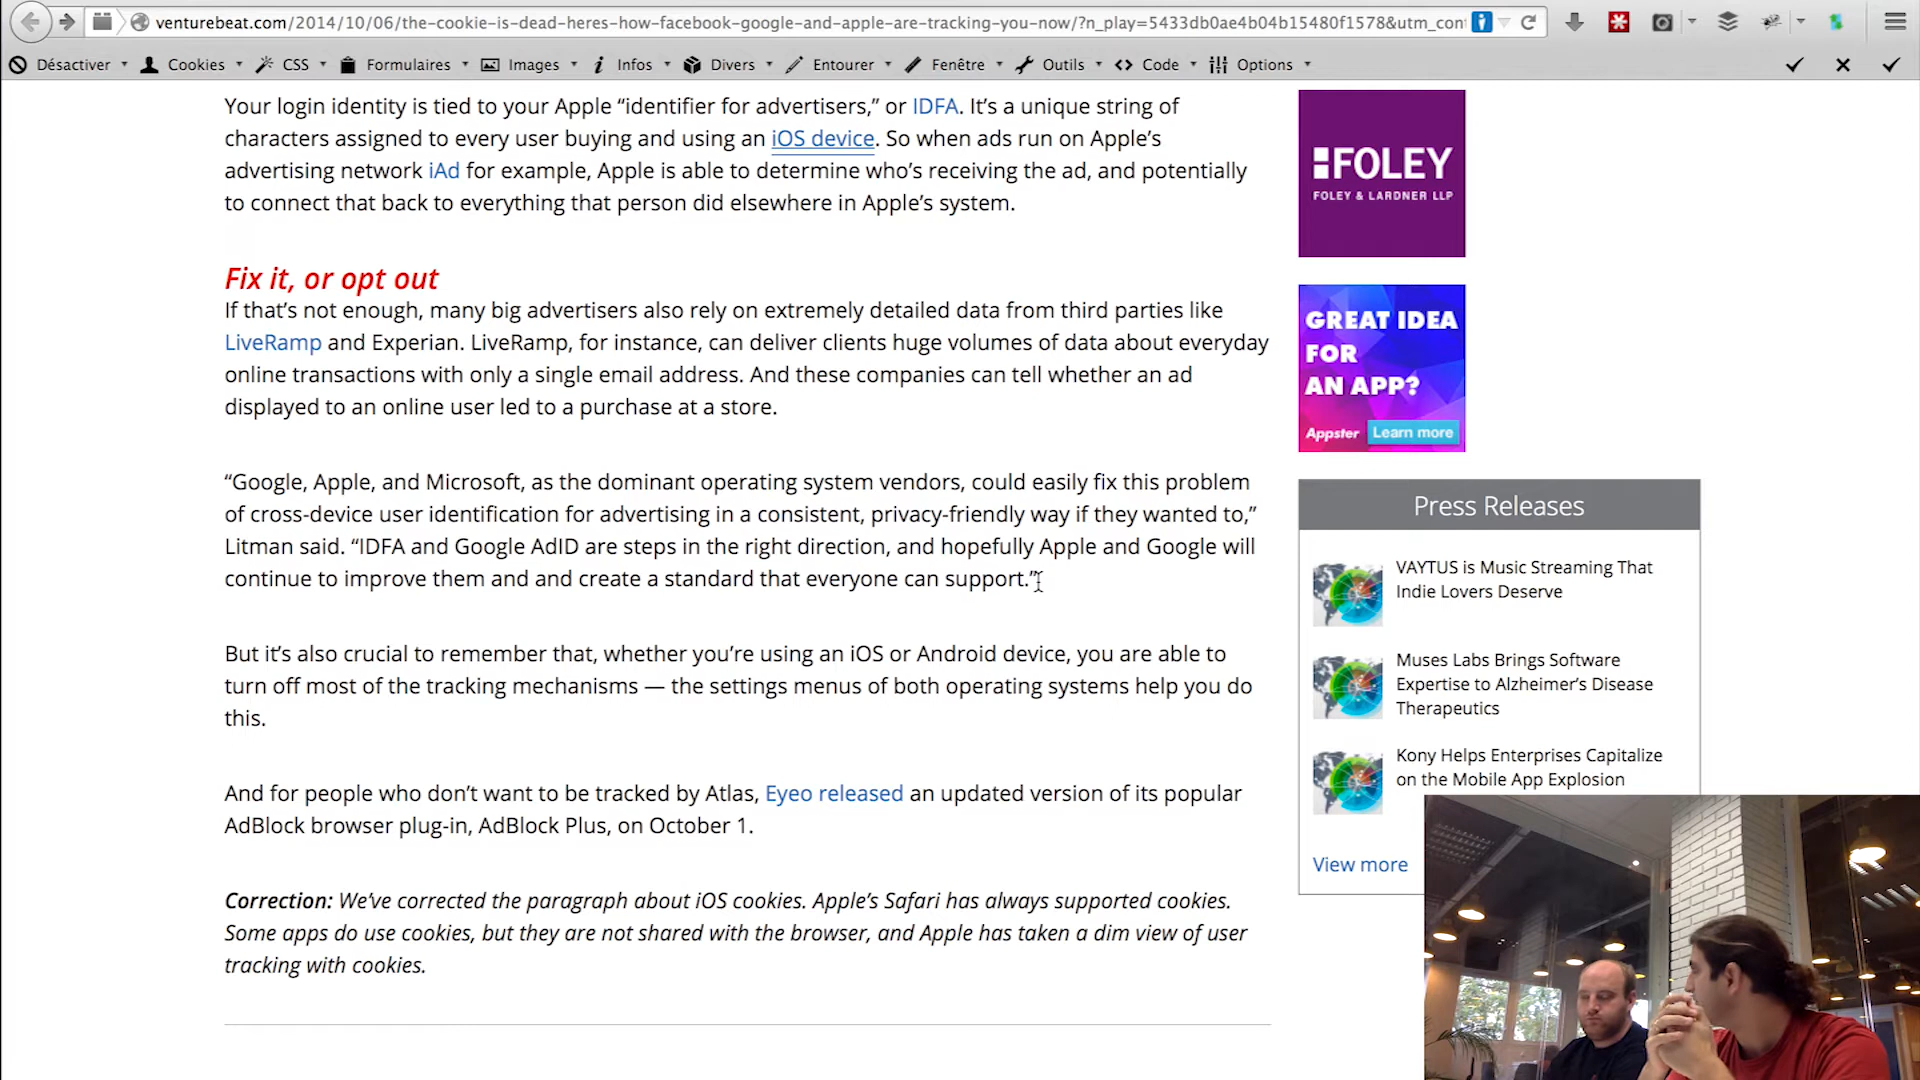 venturebeat.com/2014/10/06/the-cookie-is-dead-heres-how-facebook-google-and-apple-are-tracking-you-now/?n_play=5433db0ae4b04b15480f1578&utm_cont
Désactiver Cookies CSS Formulaires Images Infos Divers Entourer Fenêtre Outils Code Options
Your login identity is tied to your Apple “identifier for advertisers,” or IDFA. It’s a unique string of
characters assigned to every user buying and using an iOS device. So when ads run on Apple’s
advertising network iAd for example, Apple is able to determine who’s receiving the ad, and potentially
to connect that back to everything that person did elsewhere in Apple’s system.
Fix it, or opt out
If that’s not enough, many big advertisers also rely on extremely detailed data from third parties like
LiveRamp and Experian. LiveRamp, for instance, can deliver clients huge volumes of data about everyday
online transactions with only a single email address. And these companies can tell whether an ad
displayed to an online user led to a purchase at a store.
“Google, Apple, and Microsoft, as the dominant operating system vendors, could easily fix this problem
of cross-device user identification for advertising in a consistent, privacy-friendly way if they wanted to,”
Litman said. “IDFA and Google AdID are steps in the right direction, and hopefully Apple and Google will
continue to improve them and and create a standard that everyone can support.”
But it’s also crucial to remember that, whether you’re using an iOS or Android device, you are able to
turn off most of the tracking mechanisms — the settings menus of both operating systems help you do
this.
And for people who don’t want to be tracked by Atlas, Eyeo released an updated version of its popular
AdBlock browser plug-in, AdBlock Plus, on October 1.
Correction: We’ve corrected the paragraph about iOS cookies. Apple’s Safari has always supported cookies.
Some apps do use cookies, but they are not shared with the browser, and Apple has taken a dim view of user
tracking with cookies.
FOLEY
FOLEY & LARDNER LLP
GREAT IDEA
FOR
AN APP?
Appster Learn more
Press Releases
VAYTUS is Music Streaming That
Indie Lovers Deserve
Muses Labs Brings Software
Expertise to Alzheimer’s Disease
Therapeutics
Kony Helps Enterprises Capitalize
on the Mobile App Explosion
View more